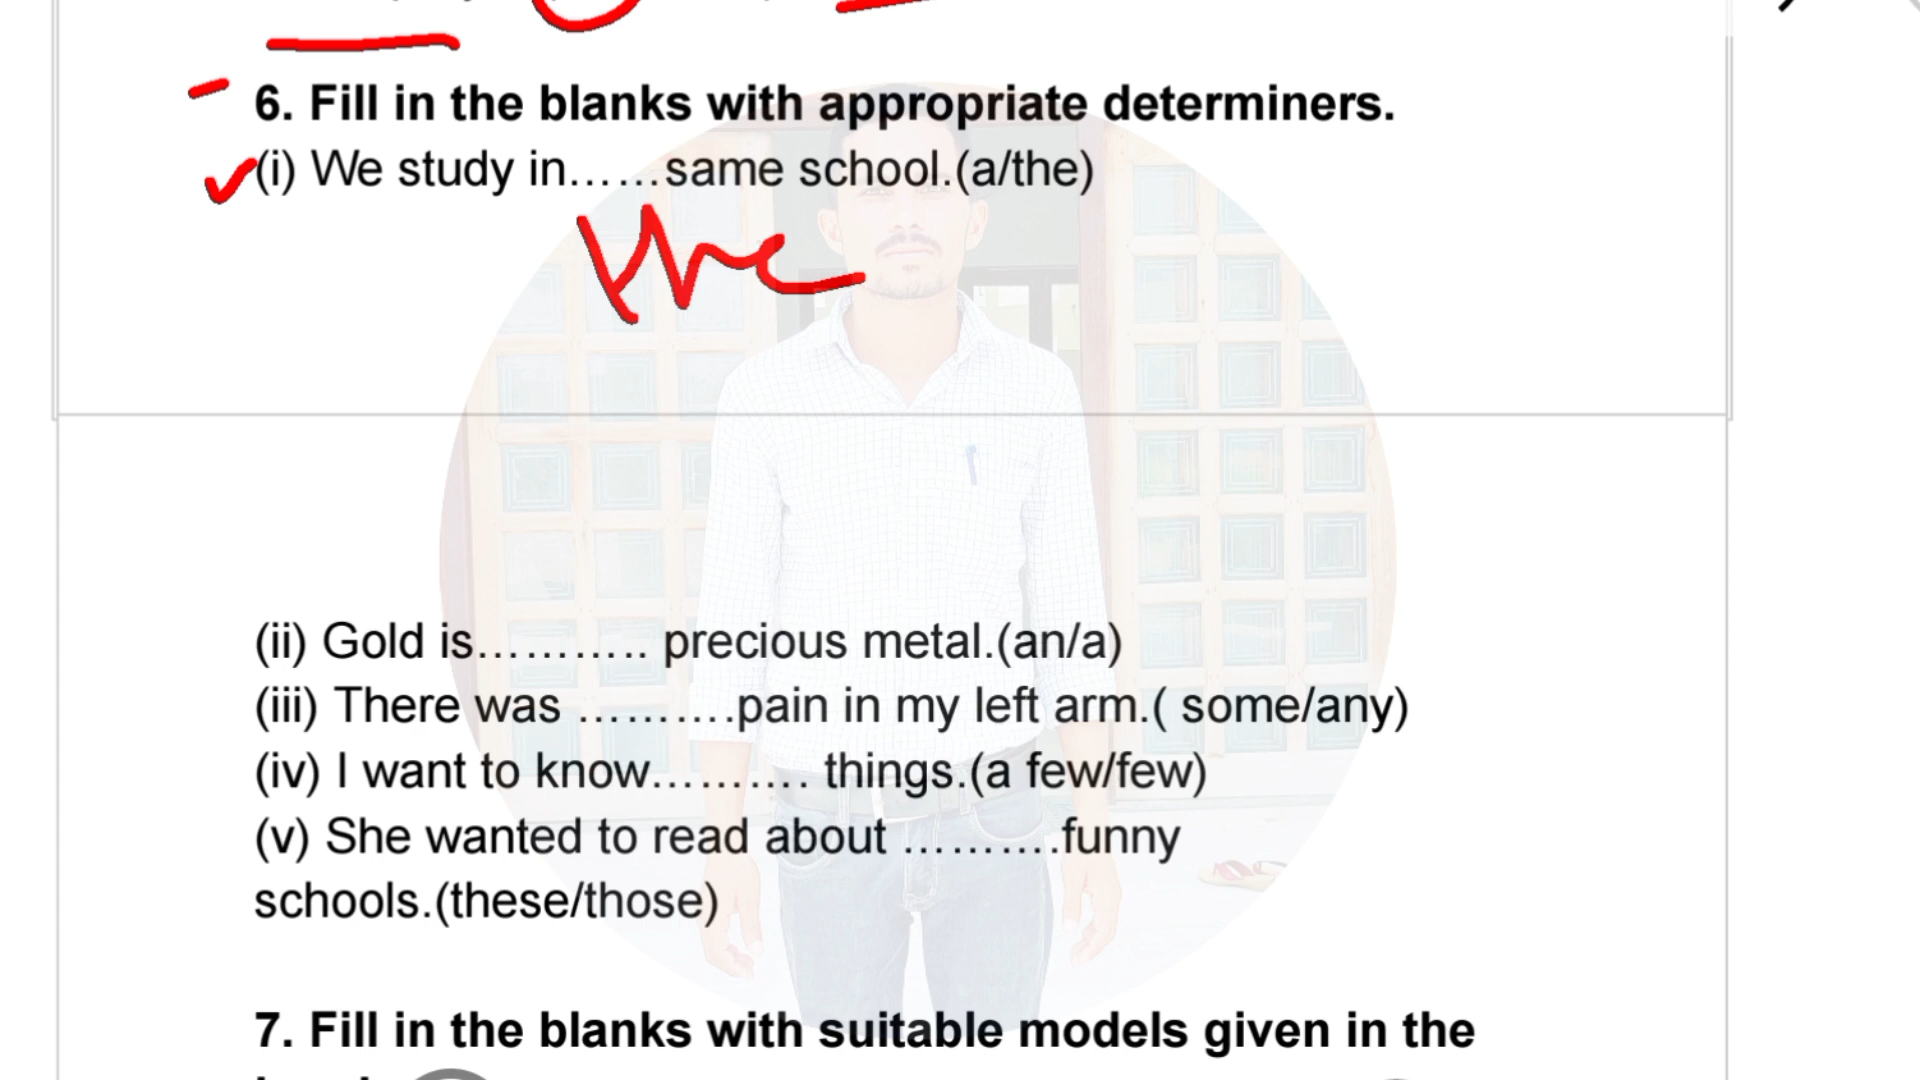 6. Fill in the blanks with appropriate determiners.
(i) We study in……same school.(a/the)
the
(ii) Gold is……….. precious metal.(an/a)
(iii) There was ……….pain in my left arm.( some/any)
(iv) I want to know………. things.(a few/few)
(v) She wanted to read about ……….funny
schools.(these/those)
7. Fill in the blanks with suitable models given in the